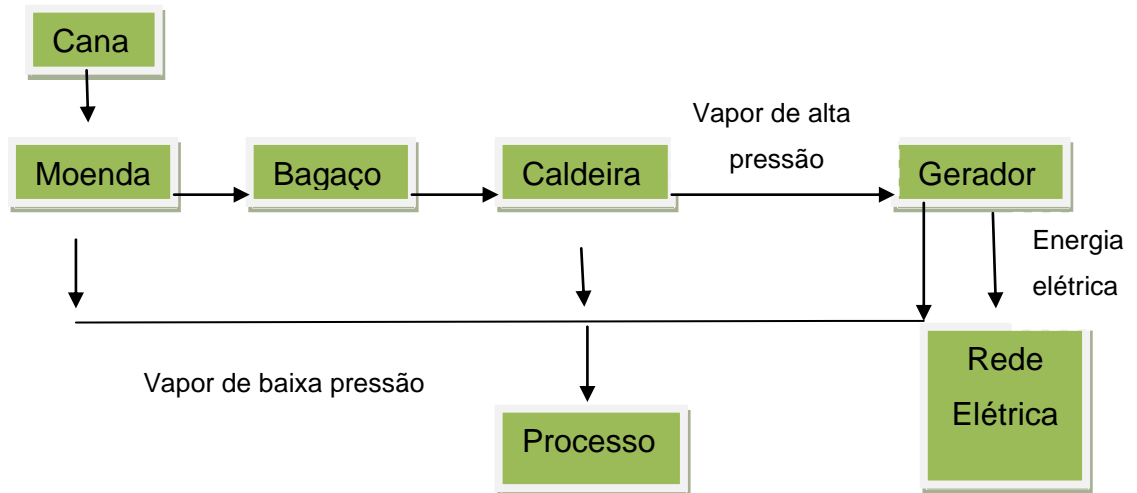 Cana
Vapor de alta
pressão
Moenda
Bagaço
Caldeira
Gerador
Energia
elétrica
Rede
Elétrica
Vapor de baixa pressão
Processo